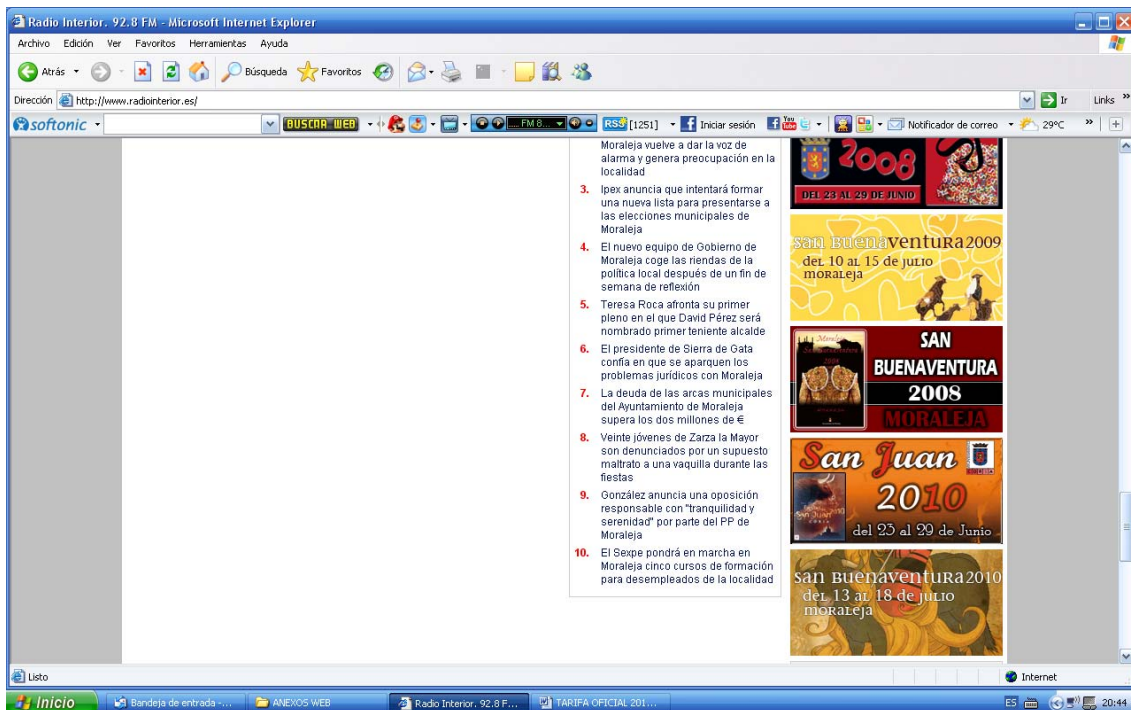 Radio Interior. 92.8 FM - Microsoft Internet Explorer
Archivo Edición Ver Favoritos Herramientas Ayuda
Atrás Búsqueda Favoritos
Dirección http://www.radiointerior.es/ Ir Links »
softonic BUSCAR WEB .... FM 8... RSS [1251] Iniciar sesión You Tube Notificador de correo 29°C »
Moraleja vuelve a dar la voz de
alarma y genera preocupación en la
localidad
3. Ipex anuncia que intentará formar
una nueva lista para presentarse a
las elecciones municipales de
Moraleja
4. El nuevo equipo de Gobierno de
Moraleja coge las riendas de la
política local después de un fin de
semana de reflexión
5. Teresa Roca afronta su primer
pleno en el que David Pérez será
nombrado primer teniente alcalde
6. El presidente de Sierra de Gata
confía en que se aparquen los
problemas jurídicos con Moraleja
7. La deuda de las arcas municipales
del Ayuntamiento de Moraleja
supera los dos millones de €
8. Veinte jóvenes de Zarza la Mayor
son denunciados por un supuesto
maltrato a una vaquilla durante las
fiestas
9. González anuncia una oposición
responsable con "tranquilidad y
serenidad" por parte del PP de
Moraleja
10. El Sexpe pondrá en marcha en
Moraleja cinco cursos de formación
para desempleados de la localidad
2008
DEL 23 AL 29 DE JUNIO
san Buenaventura2009
del 10 al 15 de julio
moraleja
SAN
BUENAVENTURA
2008
MORALEJA
San Juan
2010
del 23 al 29 de Junio
san Buenaventura2010
del 13 al 18 de julio
moraleja
Listo Internet
Inicio Bandeja de entrada -... ANEXOS WEB Radio Interior. 92.8 F... TARIFA OFICIAL 201... ES 20:44